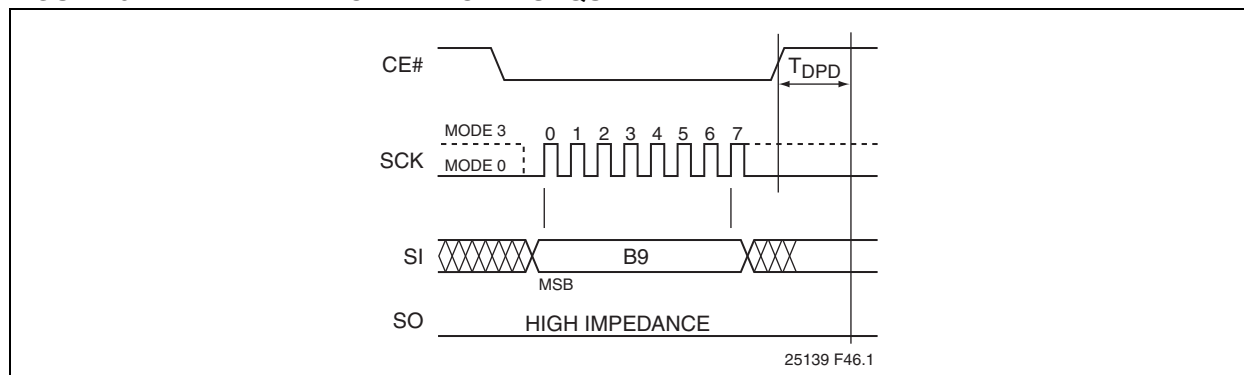 CE#
TDPD
MODE 3
0 1 2 3 4 5 6 7
SCK
MODE 0
SI
B9
MSB
SO
HIGH IMPEDANCE
25139 F46.1